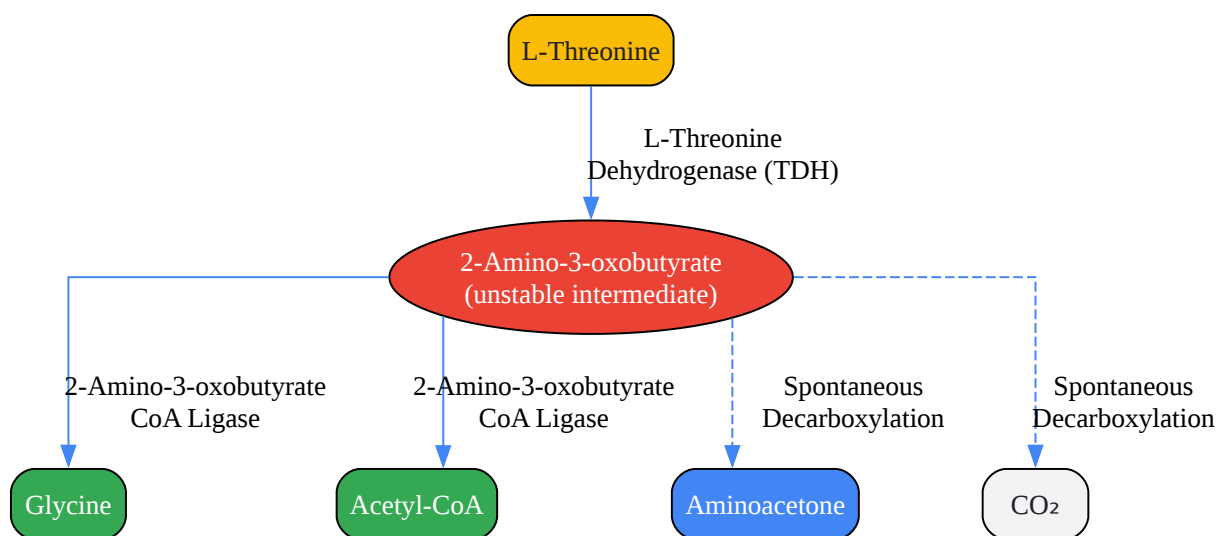 L-Threonine
L-Threonine
Dehydrogenase (TDH)
2-Amino-3-oxobutyrate
(unstable intermediate)
2-Amino-3-oxobutyrate
CoA Ligase
2-Amino-3-oxobutyrate
CoA Ligase
Spontaneous
Decarboxylation
Spontaneous
Decarboxylation
Glycine
Acetyl-CoA
Aminoacetone
CO₂